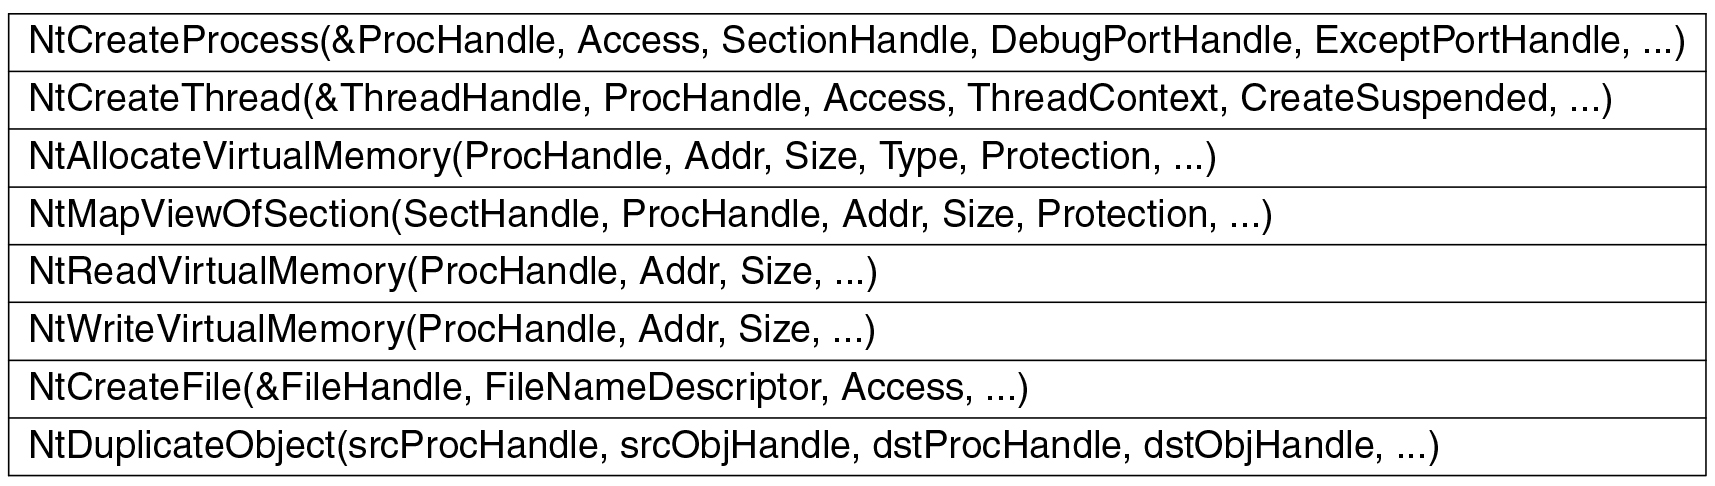 NtCreateProcess(&ProcHandle, Access, SectionHandle, DebugPortHandle, ExceptPortHandle, ...)
NtCreateThread(&ThreadHandle, ProcHandle, Access, ThreadContext, CreateSuspended, ...)
NtAllocateVirtualMemory(ProcHandle, Addr, Size, Type, Protection, ...)
NtMapViewOfSection(SectHandle, ProcHandle, Addr, Size, Protection, ...)
NtReadVirtualMemory(ProcHandle, Addr, Size, ...)
NtWriteVirtualMemory(ProcHandle, Addr, Size, ...)
NtCreateFile(&FileHandle, FileNameDescriptor, Access, ...)
NtDuplicateObject(srcProcHandle, srcObjHandle, dstProcHandle, dstObjHandle, ...)